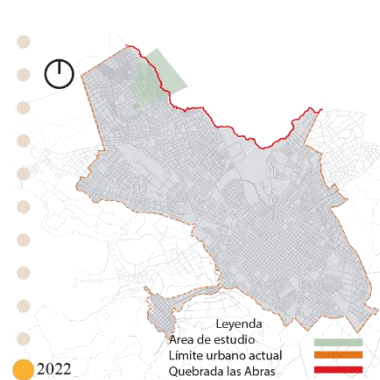 Leyenda
Area de estudio
Límite urbano actual
Quebrada las Abras
2022